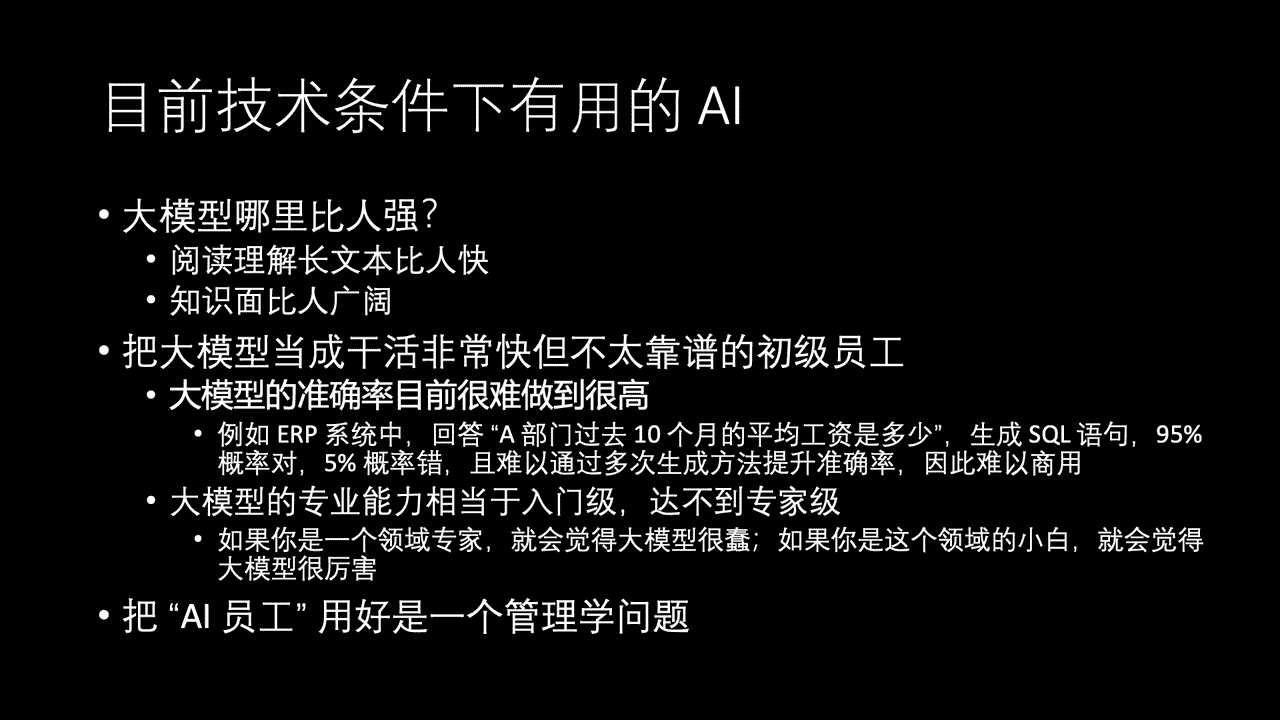 目前技术条件下有用的 AI
• 大模型哪里比人强？
• 阅读理解长文本比人快
• 知识面比人广阔
• 把大模型当成干活非常快但不太靠谱的初级员工
• 大模型的准确率目前很难做到很高
• 例如 ERP 系统中，回答 “A 部门过去 10 个月的平均工资是多少”，生成 SQL 语句，95%
概率对，5% 概率错，且难以通过多次生成方法提升准确率，因此难以商用
• 大模型的专业能力相当于入门级，达不到专家级
• 如果你是一个领域专家，就会觉得大模型很蠢；如果你是这个领域的小白，就会觉得
大模型很厉害
• 把 “AI 员工” 用好是一个管理学问题